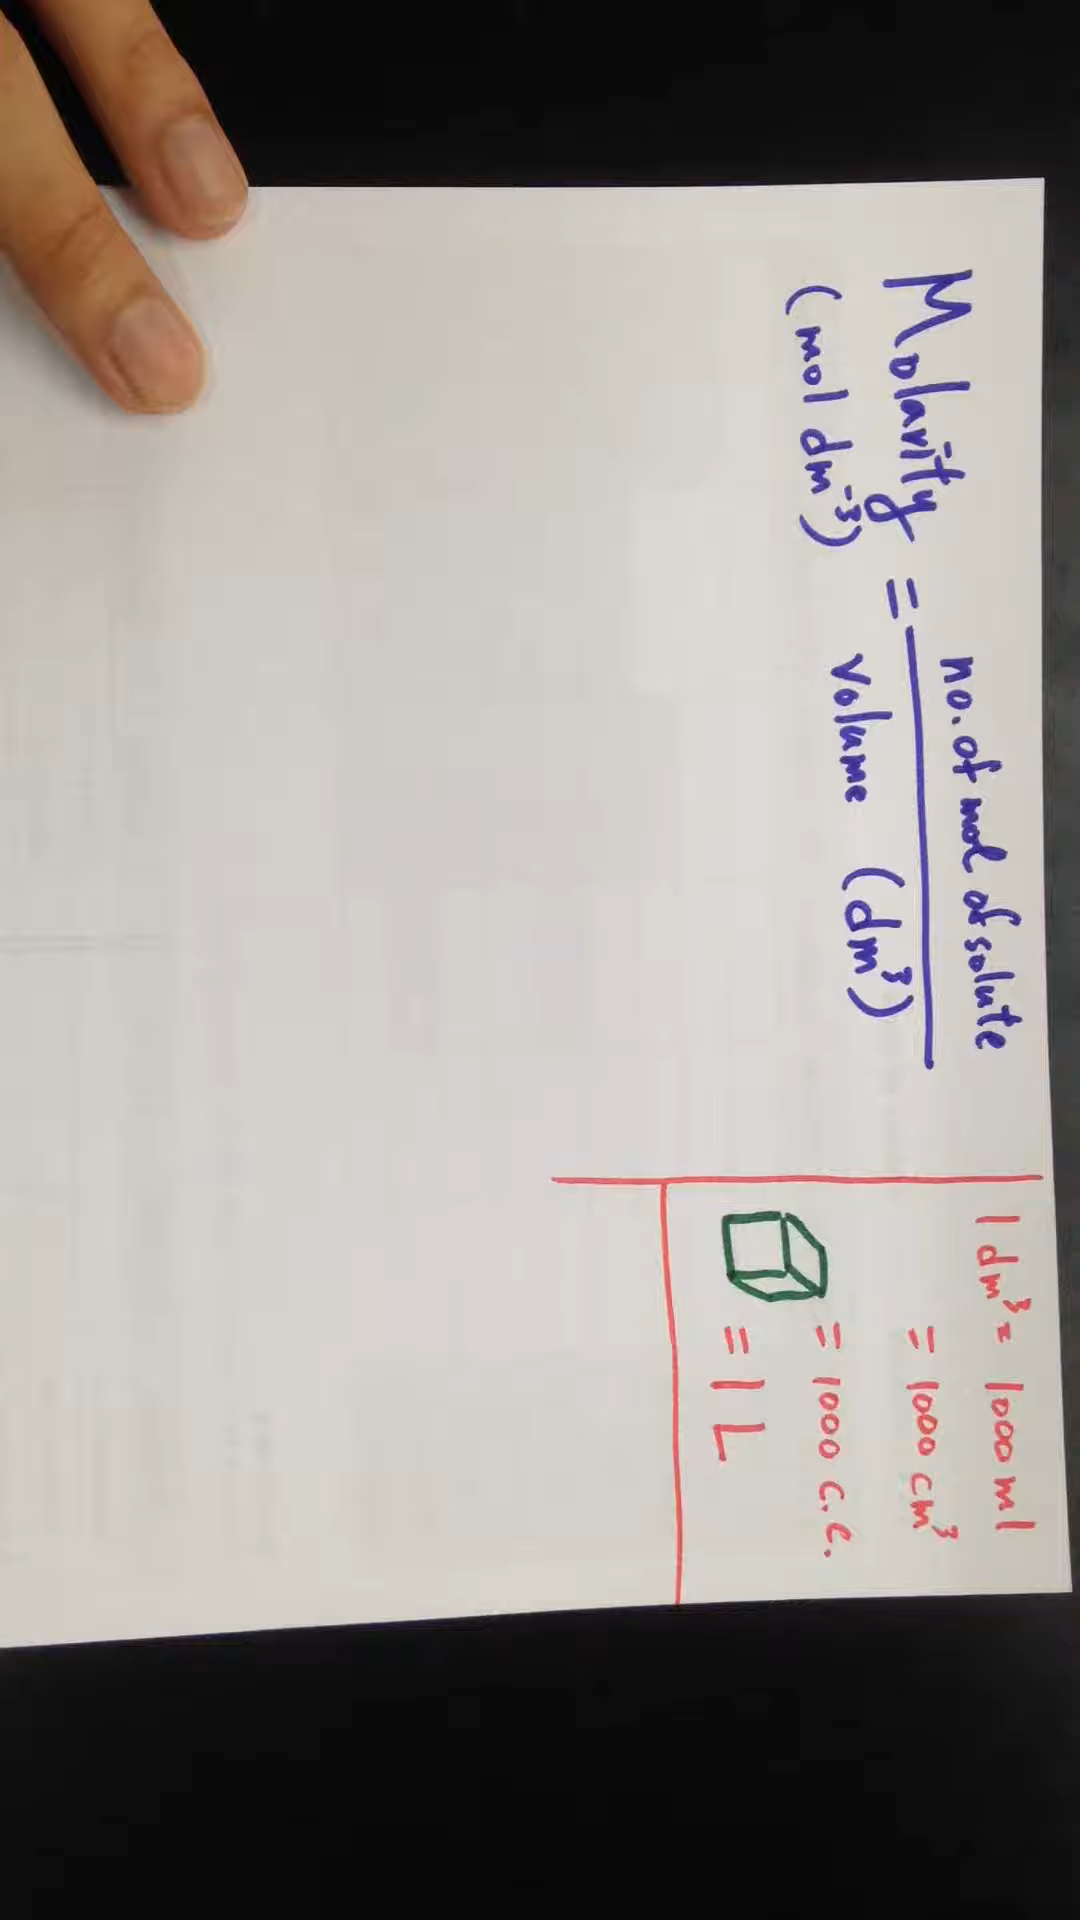 no. of mol of solute
Molarity =
(mol dm⁻³)
volume (dm³)
1 dm³ = 1000 ml
= 1000 cm³
= 1000 c.c.
= 1 L